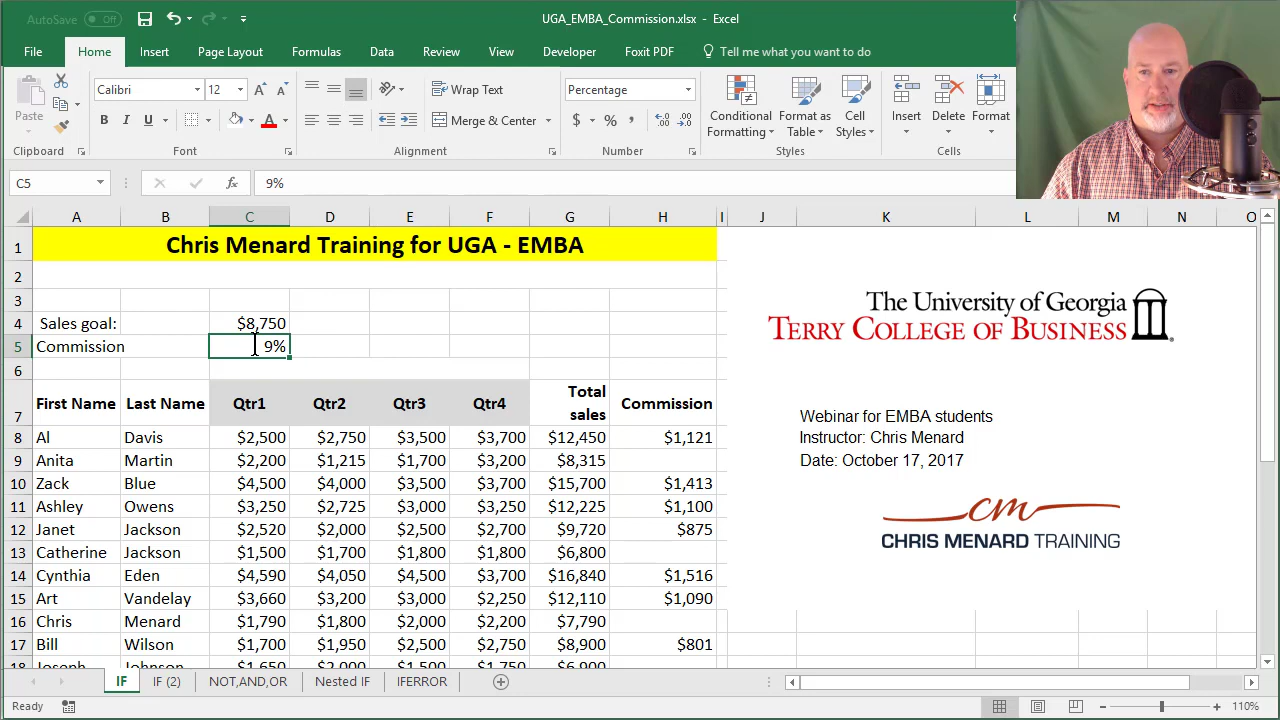 AutoSave Off UGA_EMBA_Commission.xlsx - Excel
File Home Insert Page Layout Formulas Data Review View Developer Foxit PDF Tell me what you want to do
Paste Calibri 12 B I U A A A Wrap Text Merge & Center Percentage $ % , Conditional Formatting Format as Table Cell Styles Insert Delete Format
Clipboard Font Alignment Number Styles Cells
C5 fx 9%
A B C D E F G H I J K L M N O
1 Chris Menard Training for UGA - EMBA
2
3
4 Sales goal: $8,750
5 Commission 9%
6
7 First Name Last Name Qtr1 Qtr2 Qtr3 Qtr4 Total sales Commission
8 Al Davis $2,500 $2,750 $3,500 $3,700 $12,450 $1,121
9 Anita Martin $2,200 $1,215 $1,700 $3,200 $8,315
10 Zack Blue $4,500 $4,000 $3,500 $3,700 $15,700 $1,413
11 Ashley Owens $3,250 $2,725 $3,000 $3,250 $12,225 $1,100
12 Janet Jackson $2,520 $2,000 $2,500 $2,700 $9,720 $875
13 Catherine Jackson $1,500 $1,700 $1,800 $1,800 $6,800
14 Cynthia Eden $4,590 $4,050 $4,500 $3,700 $16,840 $1,516
15 Art Vandelay $3,660 $3,200 $3,000 $2,250 $12,110 $1,090
16 Chris Menard $1,790 $1,800 $2,000 $2,200 $7,790
17 Bill Wilson $1,700 $1,950 $2,500 $2,750 $8,900 $801
18 Joseph Johnson $1,650 $2,000 $1,500 $1,750 $6,900
The University of Georgia
TERRY COLLEGE OF BUSINESS
Webinar for EMBA students
Instructor: Chris Menard
Date: October 17, 2017
cm
CHRIS MENARD TRAINING
IF IF (2) NOT,AND,OR Nested IF IFERROR
Ready 110%